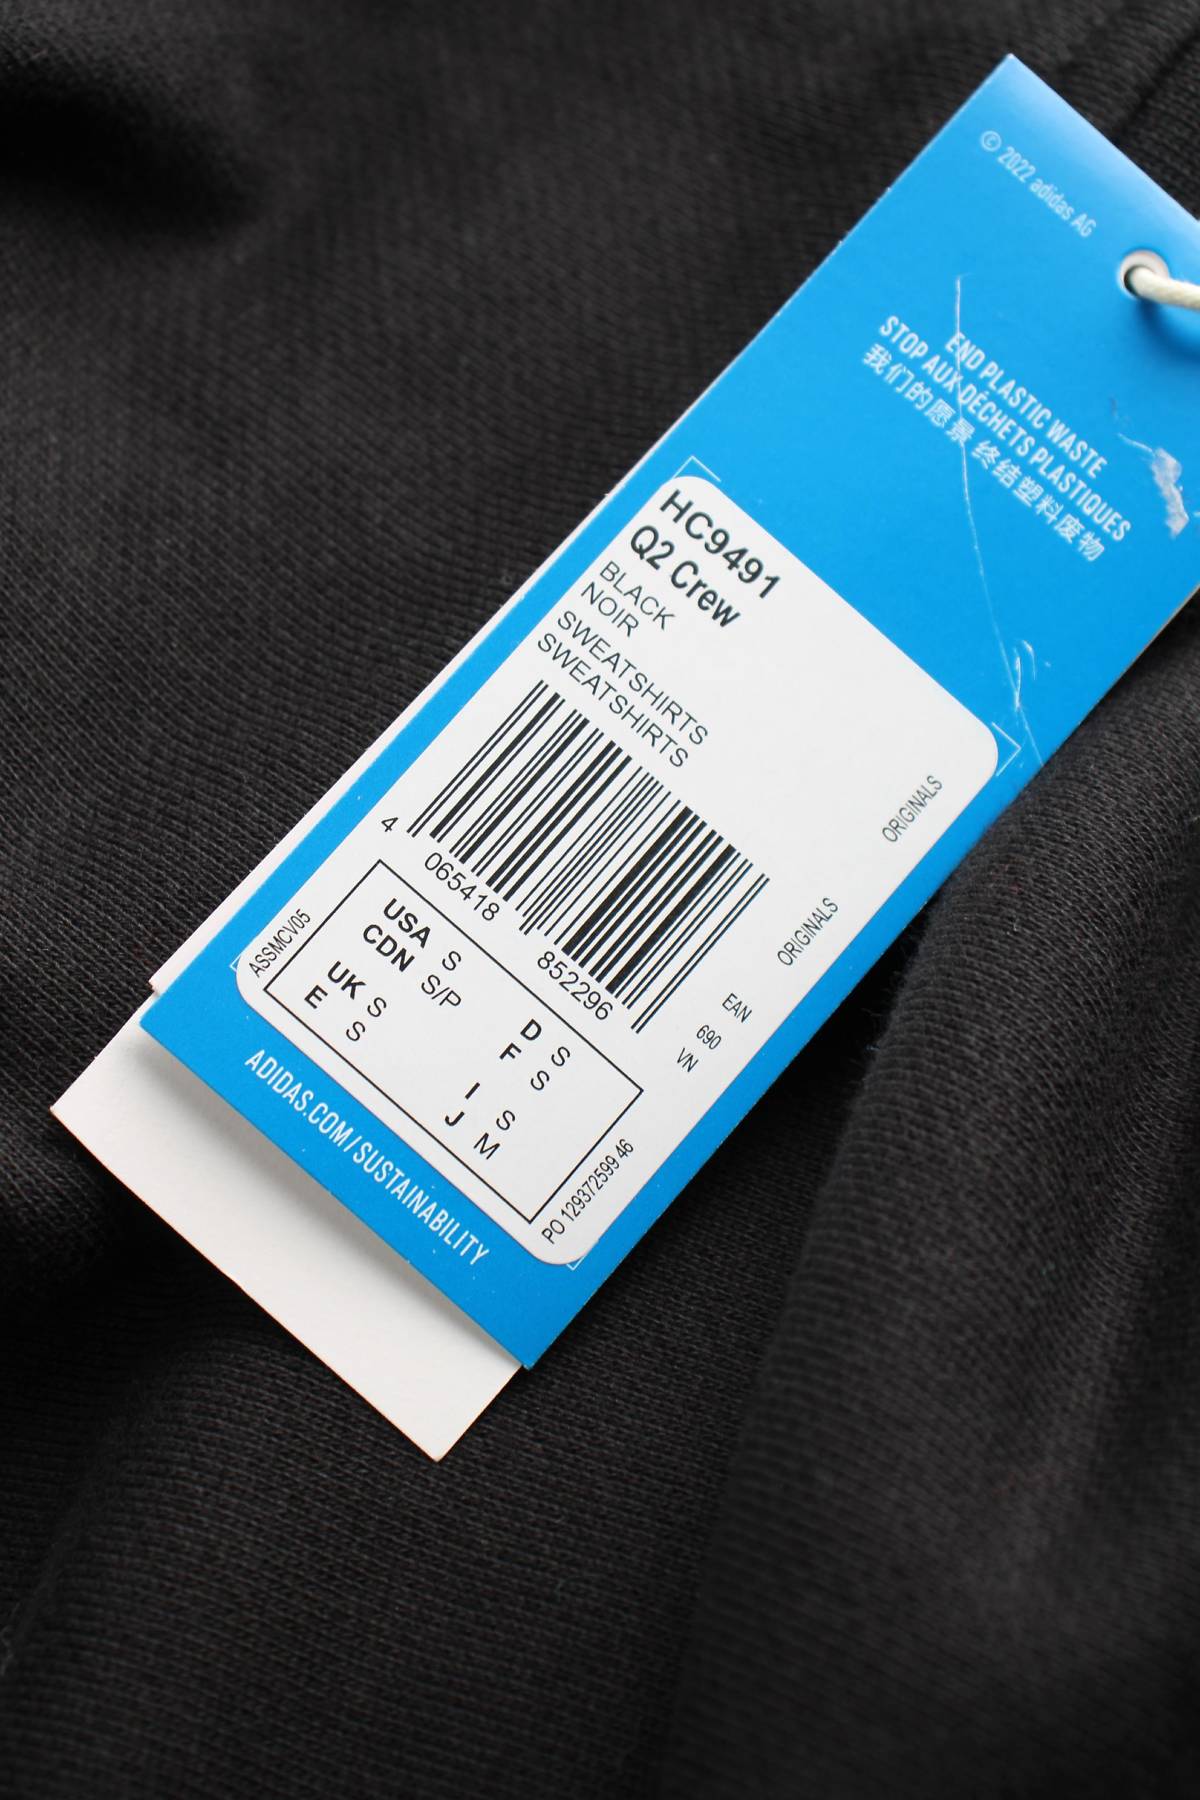 © 2022 adidas AG
END PLASTIC WASTE
STOP AUX DÉCHETS PLASTIQUES
我们的愿景 终结塑料废物
HC9491
Q2 Crew
BLACK
NOIR
SWEATSHIRTS
SWEATSHIRTS
ORIGINALS
ORIGINALS
4 065418 852296
EAN
690
VN
ASSMCV05
USA S
CDN S/P
UK S
E S
D S
F S
I S
J M
PO 129372599 46
ADIDAS.COM/SUSTAINABILITY